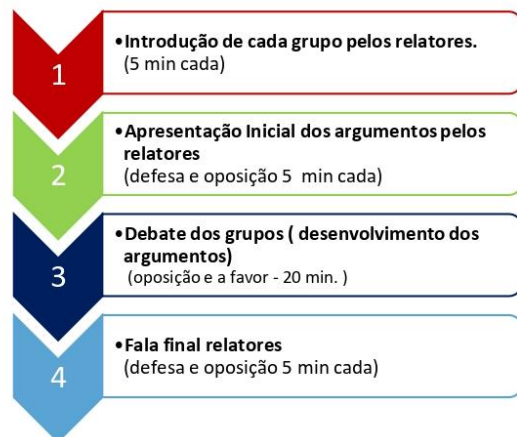 1
•Introdução de cada grupo pelos relatores.
(5 min cada)
2
•Apresentação Inicial dos argumentos pelos
relatores
(defesa e oposição 5  min cada)
3
•Debate dos grupos ( desenvolvimento dos
argumentos)
(oposição e a favor - 20 min. )
4
•Fala final relatores
(defesa e oposição 5 min cada)